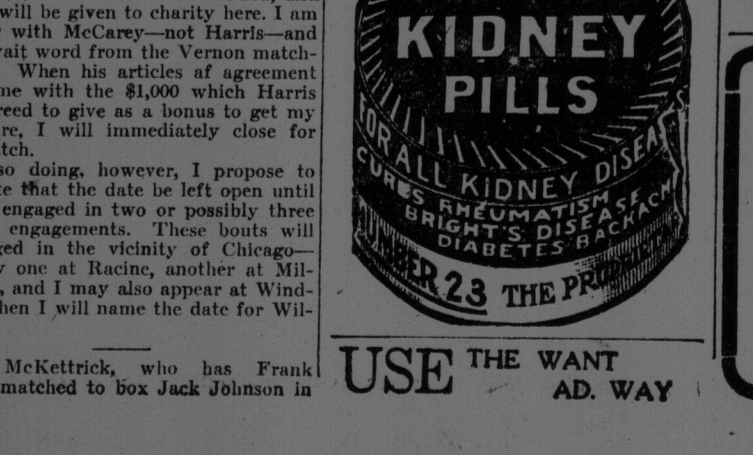 will be given to charity here. I am
with McCarey—not Harris—and
wait word from the Vernon match-
When his articles af agreement
me with the $1,000 which Harris
reed to give as a bonus to get my
re, I will immediately close for
tch.
so doing, however, I propose to
te that the date be left open until
engaged in two or possibly three
engagements. These bouts will
ged in the vicinity of Chicago—
y one at Racine, another at Mil-
, and I may also appear at Wind-
hen I will name the date for Wil-
McKettrick, who has Frank
matched to box Jack Johnson in
KIDNEY
PILLS
FOR ALL KIDNEY DISEAS
CURES RHEUMATISM
BRIGHT'S DISEASE
DIABETES BACKACH
NUMBER 23 THE PR
USE THE WANT
AD. WAY